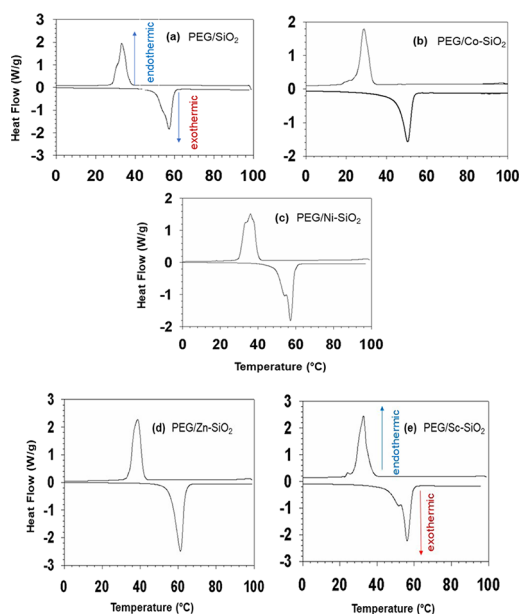 3
2
1
0
-1
-2
-3
0 20 40 60 80 100
Heat Flow (W/g)
(a) PEG/SiO2
endothermic
exothermic
2
1
0
-1
-2
0 20 40 60 80 100
(b) PEG/Co-SiO2
2
1
0
-1
-2
0 20 40 60 80 100
Heat Flow (W/g)
(c) PEG/Ni-SiO2
Temperature (°C)
3
2
1
0
-1
-2
-3
0 20 40 60 80 100
Heat Flow (W/g)
(d) PEG/Zn-SiO2
Temperature (°C)
3
2
1
0
-1
-2
-3
0 20 40 60 80 100
(e) PEG/Sc-SiO2
endothermic
exothermic
Temperature (°C)